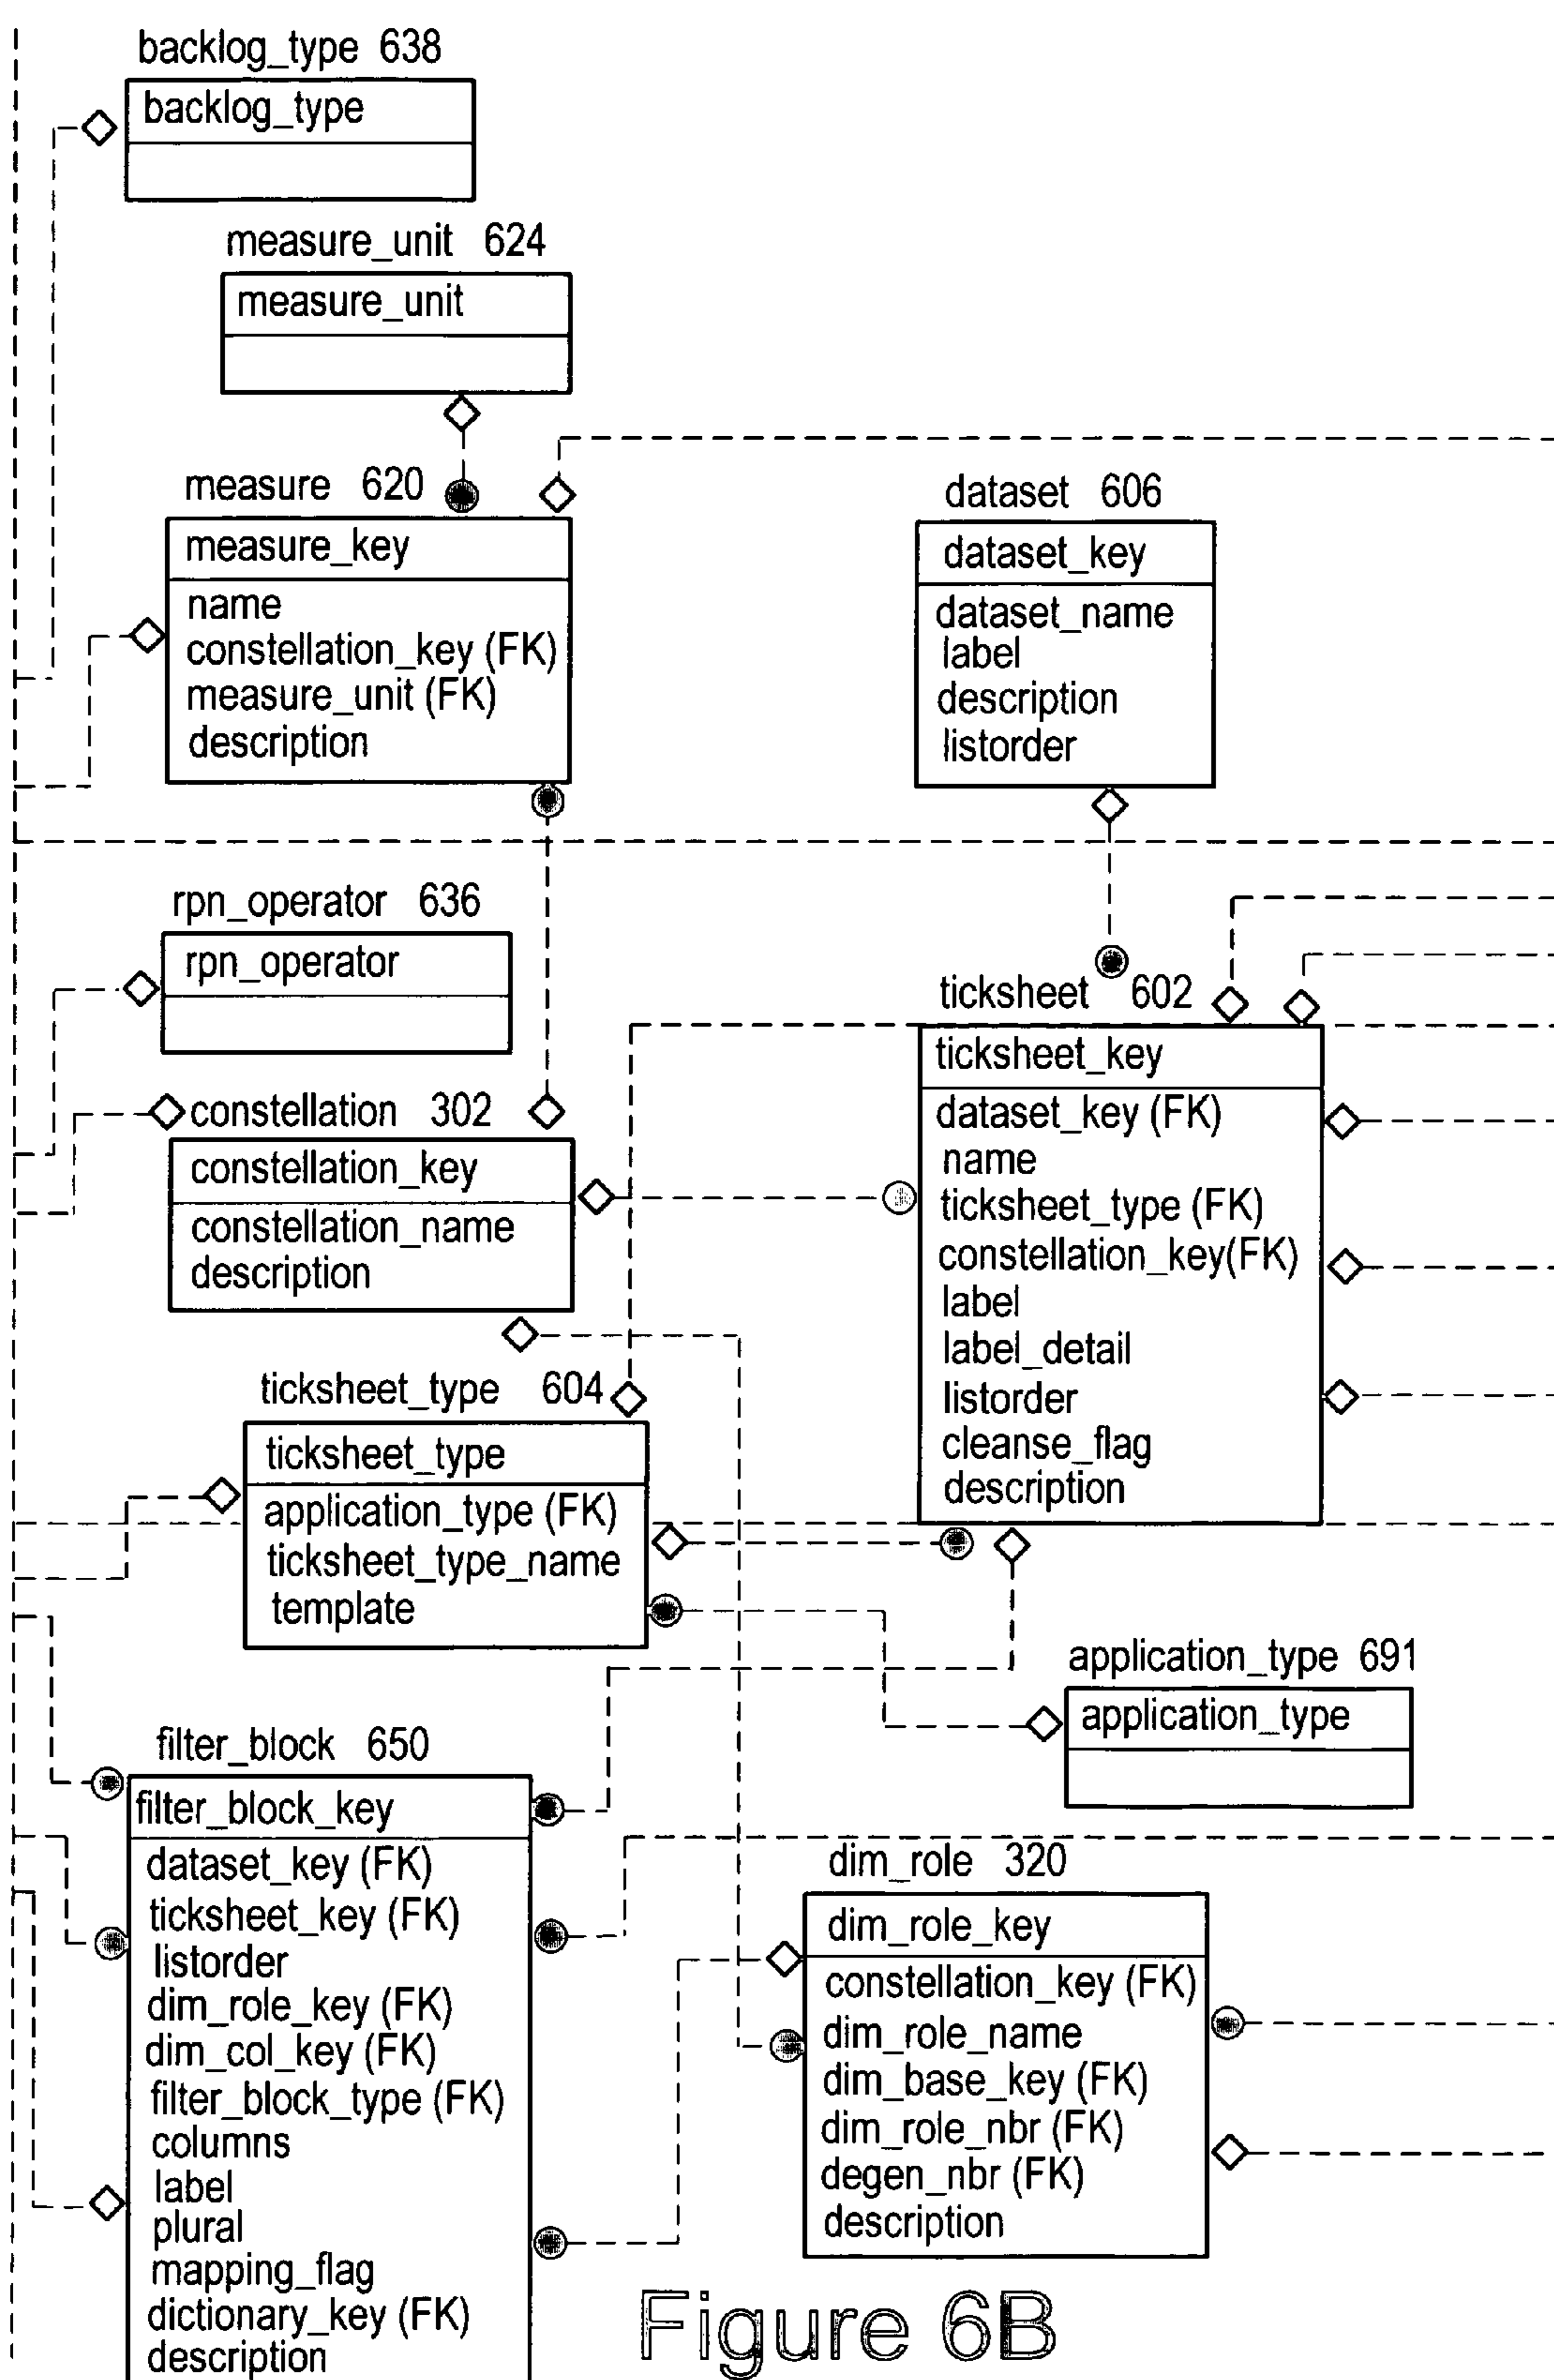 backlog_type 638
backlog_type
measure_unit 624
measure_unit
measure 620
measure_key
name
constellation_key (FK)
measure_unit (FK)
description
dataset 606
dataset_key
dataset_name
label
description
listorder
rpn_operator 636
rpn_operator
ticksheet 602
ticksheet_key
dataset_key (FK)
name
ticksheet_type (FK)
constellation_key(FK)
label
label_detail
listorder
cleanse_flag
description
constellation 302
constellation_key
constellation_name
description
ticksheet_type 604
ticksheet_type
application_type (FK)
ticksheet_type_name
template
application_type 691
application_type
filter_block 650
filter_block_key
dataset_key (FK)
ticksheet_key (FK)
listorder
dim_role_key (FK)
dim_col_key (FK)
filter_block_type (FK)
columns
label
plural
mapping_flag
dictionary_key (FK)
description
dim_role 320
dim_role_key
constellation_key (FK)
dim_role_name
dim_base_key (FK)
dim_role_nbr (FK)
degen_nbr (FK)
description
Figure 6B